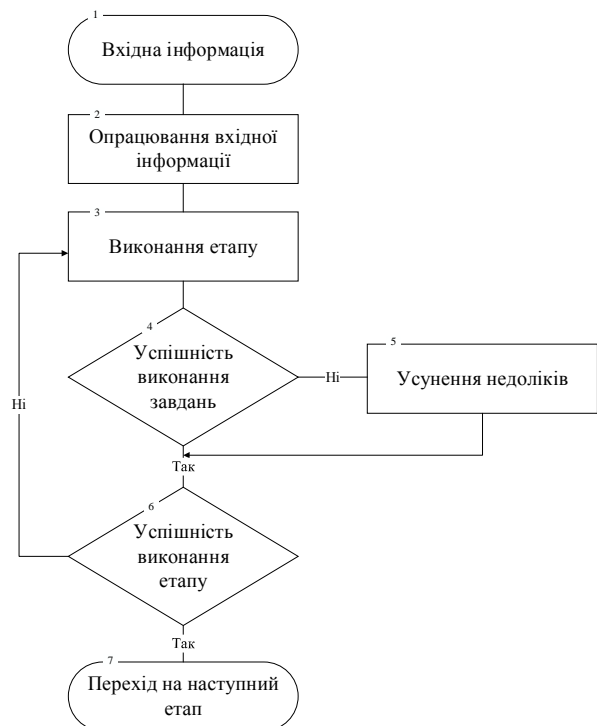 1
Вхідна інформація
2
Опрацювання вхідної
інформації
3
Виконання етапу
4
Успішність
виконання
завдань
Ні
5
Усунення недоліків
Ні
Так
6
Успішність
виконання
етапу
Так
7
Перехід на наступний
етап